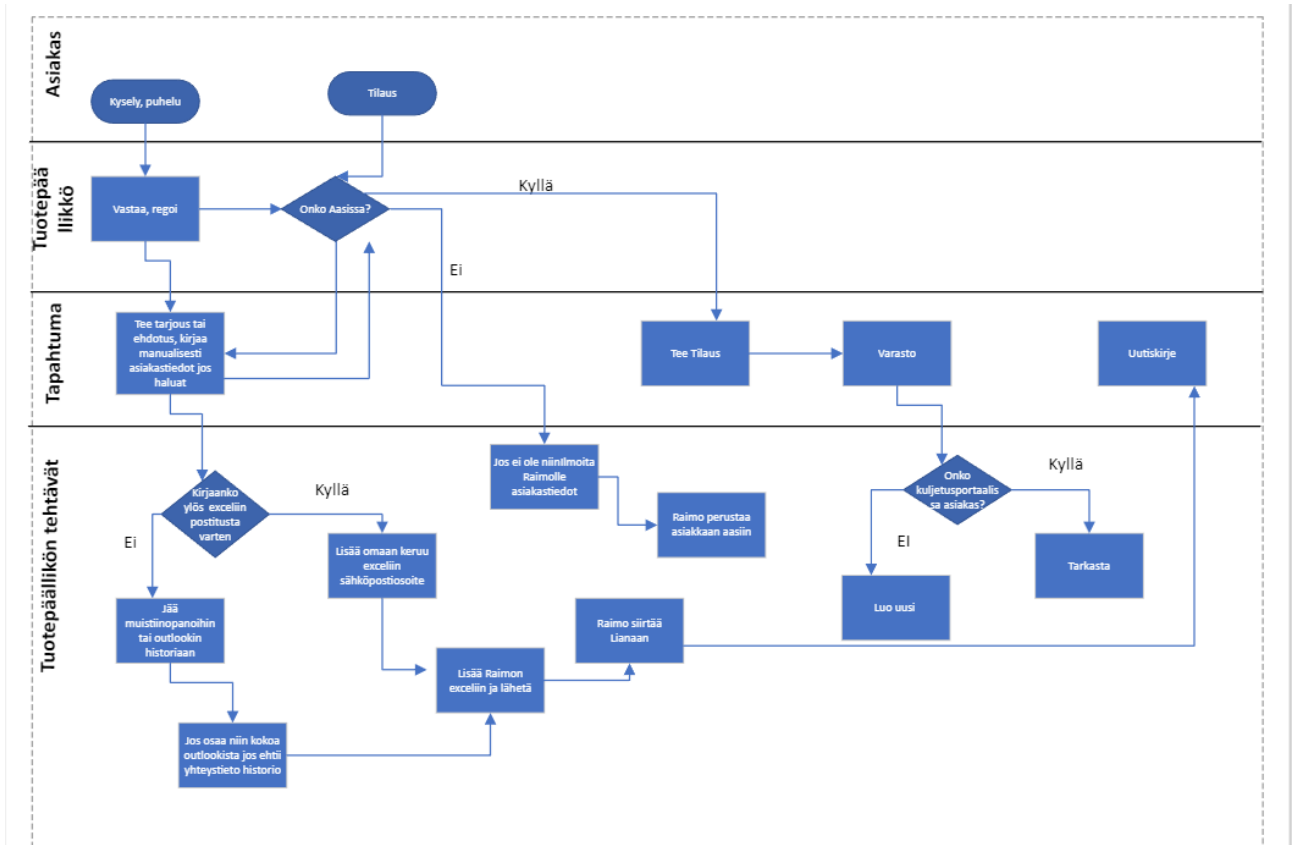 Asiakas
Kysely, puhelu
Tilaus
Tuotepää
llikkö
Vastaa, regoi
Onko Aasissa?
Kyllä
Ei
Tapahtuma
Tee tarjous tai
ehdotus, kirjaa
manualisesti
asiakastiedot jos
haluat
Tee Tilaus
Varasto
Uutiskirje
Tuotepäällikön tehtävät
Kirjaanko
ylös exceliin
postitusta
varten
Kyllä
Ei
Jos ei ole niinIlmoita
Raimolle
asiakastiedot
Raimo perustaa
asiakkaan aasiin
Onko
kuljetusportaalis
sa asiakas?
Kyllä
EI
Lisää omaan keruu
exceliin
sähköpostiosoite
Tarkasta
Luo uusi
Jää
muistiinopanoihin
tai outlookin
historiaan
Raimo siirtää
Lianaan
Lisää Raimon
exceliin ja lähetä
Jos osaa niin kokoa
outlookista jos ehtii
yhteystieto historio